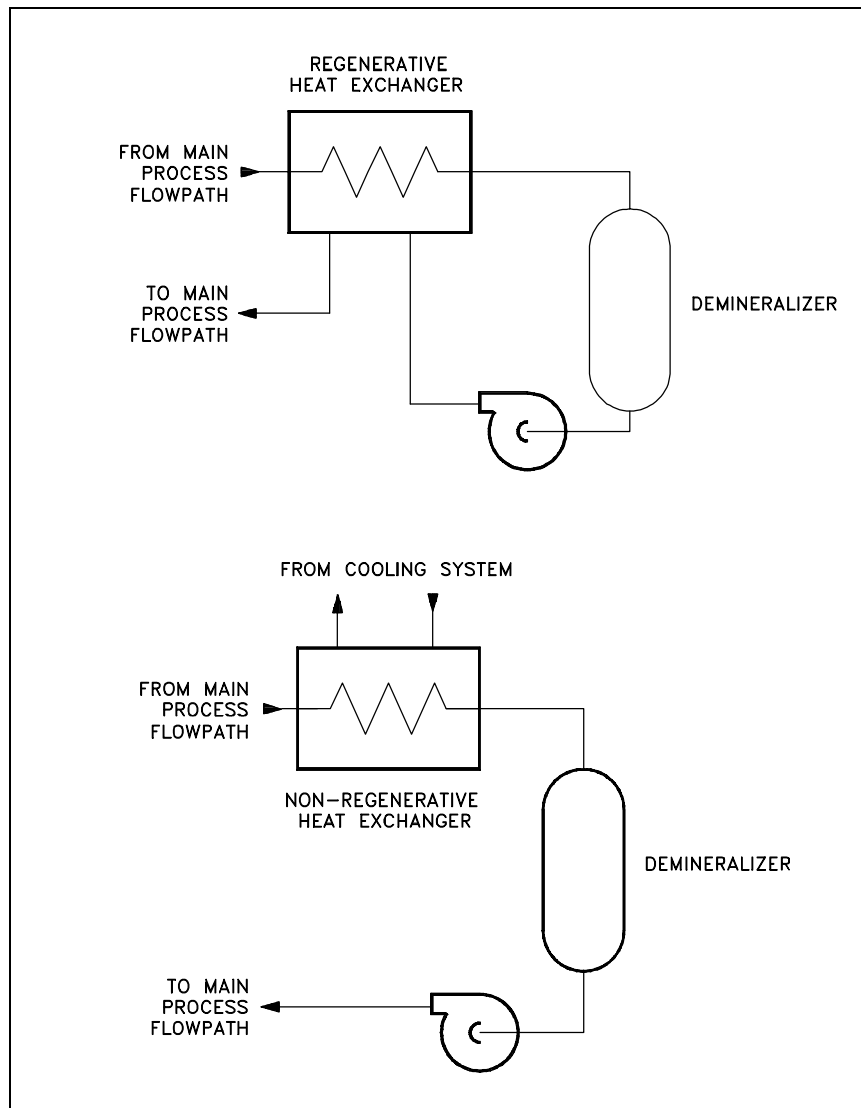 REGENERATIVE
HEAT EXCHANGER
FROM MAIN
PROCESS
FLOWPATH
TO MAIN
PROCESS
FLOWPATH
DEMINERALIZER
FROM COOLING SYSTEM
FROM MAIN
PROCESS
FLOWPATH
NON-REGENERATIVE
HEAT EXCHANGER
DEMINERALIZER
TO MAIN
PROCESS
FLOWPATH